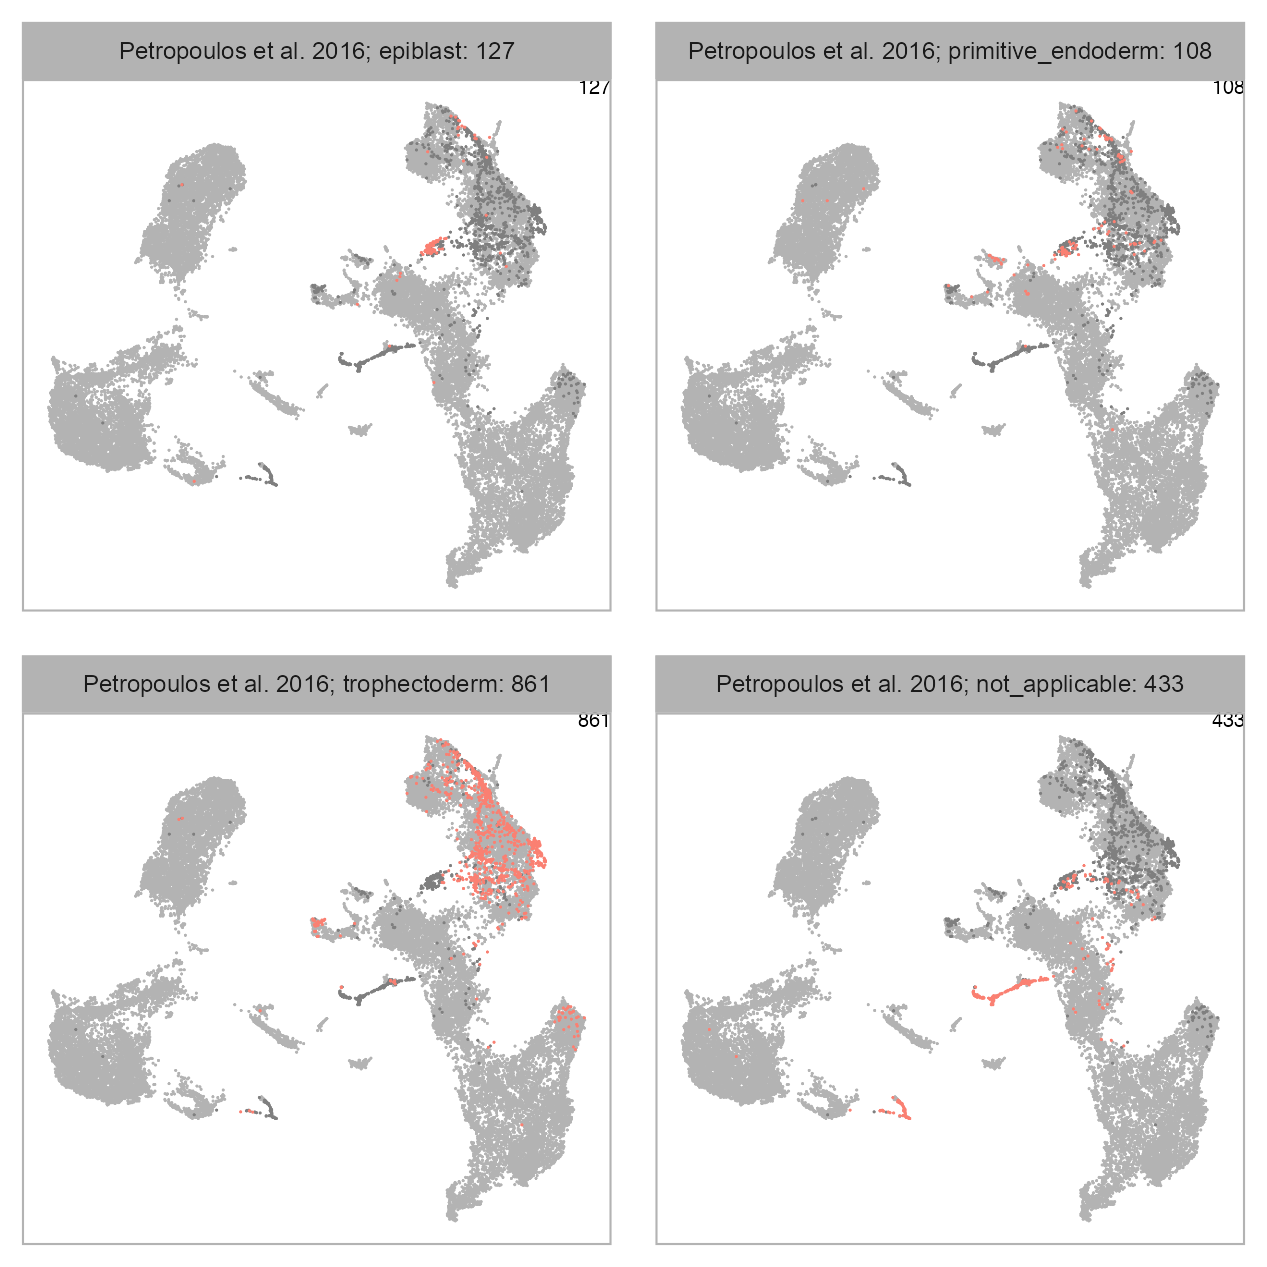 Petropoulos et al. 2016; epiblast: 127
127
Petropoulos et al. 2016; primitive_endoderm: 108
108
Petropoulos et al. 2016; trophectoderm: 861
861
Petropoulos et al. 2016; not_applicable: 433
433